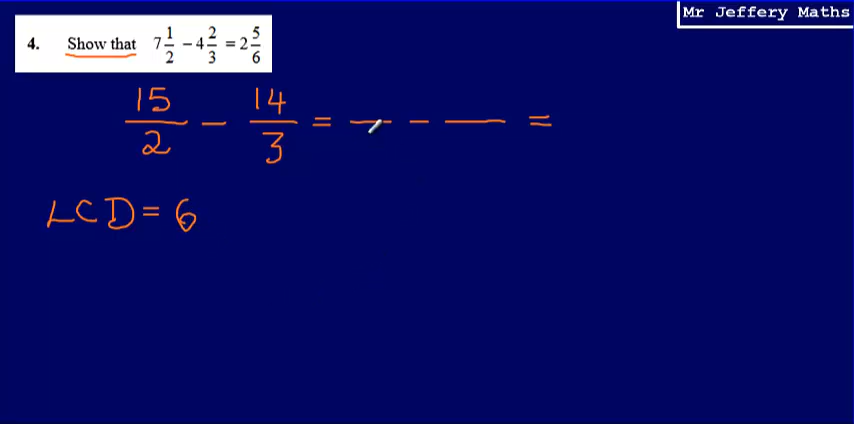 Mr Jeffery Maths
4. Show that 7 1/2 - 4 2/3 = 2 5/6
15/2 - 14/3 = — - — =
LCD = 6